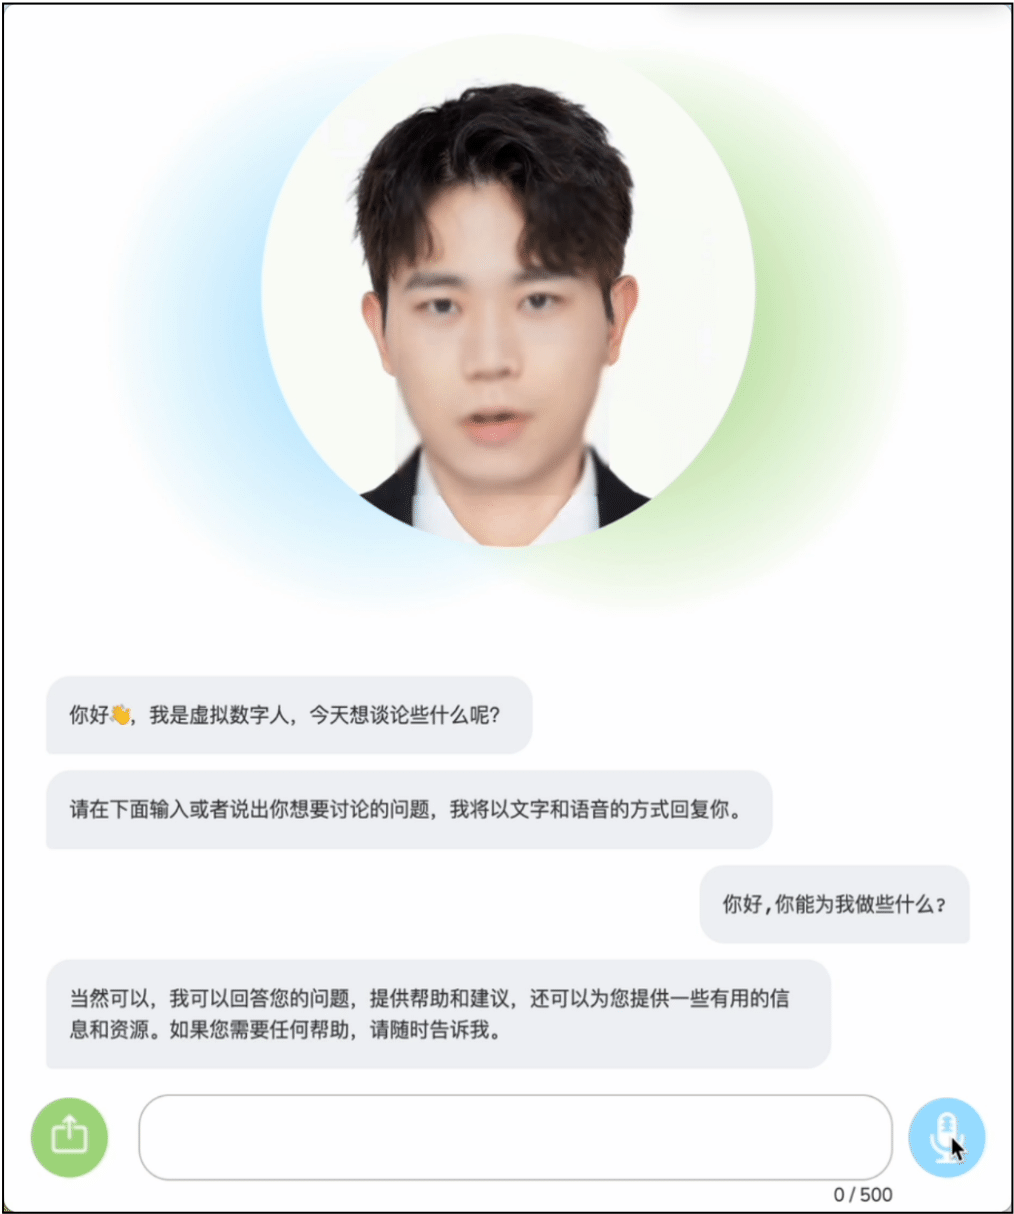 你好👋，我是虚拟数字人，今天想谈论些什么呢?
请在下面输入或者说出你想要讨论的问题，我将以文字和语音的方式回复你。
你好,你能为我做些什么?
当然可以，我可以回答您的问题，提供帮助和建议，还可以为您提供一些有用的信
息和资源。如果您需要任何帮助，请随时告诉我。
0 / 500